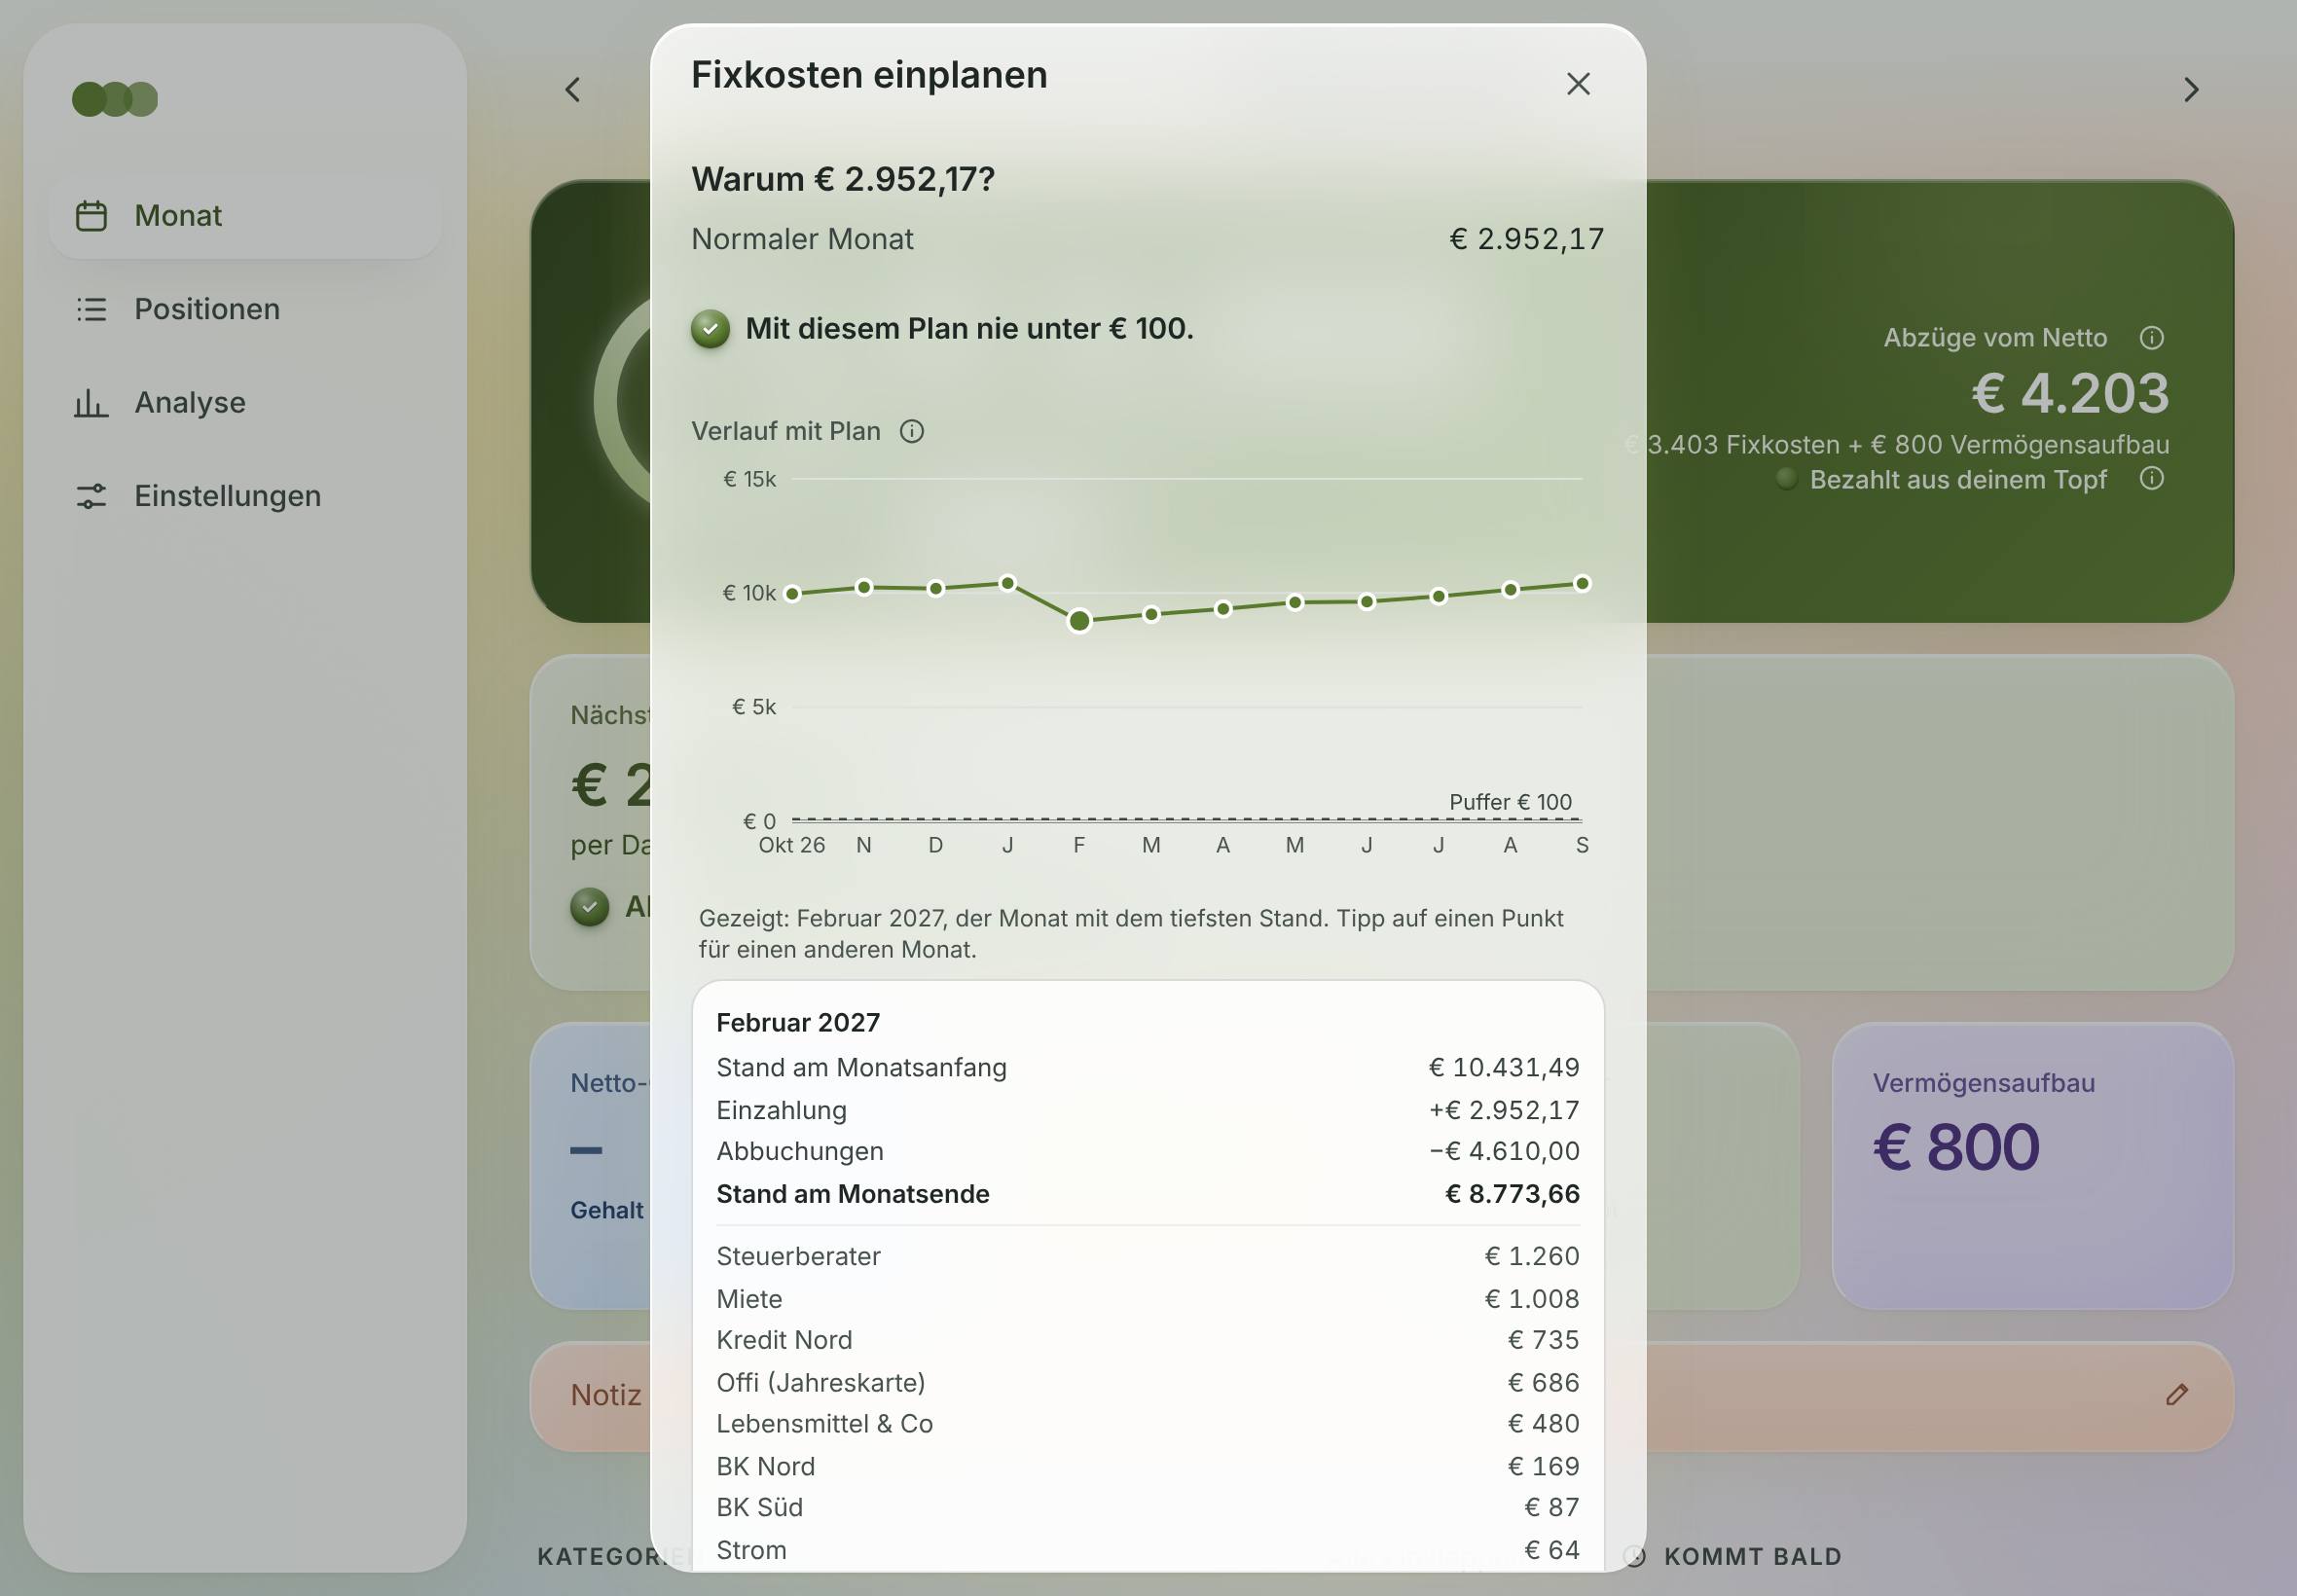 Monat
Positionen
Analyse
Einstellungen
Fixkosten einplanen
Warum € 2.952,17?
Normaler Monat € 2.952,17
Mit diesem Plan nie unter € 100.
Verlauf mit Plan
€ 15k
€ 10k
€ 5k
Puffer € 100
€ 0
Okt 26 N D J F M A M J J A S
Gezeigt: Februar 2027, der Monat mit dem tiefsten Stand. Tipp auf einen Punkt
für einen anderen Monat.
Februar 2027
Stand am Monatsanfang € 10.431,49
Einzahlung +€ 2.952,17
Abbuchungen −€ 4.610,00
Stand am Monatsende € 8.773,66
Steuerberater € 1.260
Miete € 1.008
Kredit Nord € 735
Offi (Jahreskarte) € 686
Lebensmittel & Co € 480
BK Nord € 169
BK Süd € 87
Strom € 64
Abzüge vom Netto
€ 4.203
€ 3.403 Fixkosten + € 800 Vermögensaufbau
Bezahlt aus deinem Topf
Nächst
€ 2
per Da
Netto-
–
Gehalt
Vermögensaufbau
€ 800
Notiz
KATEGORIEN
KOMMT BALD